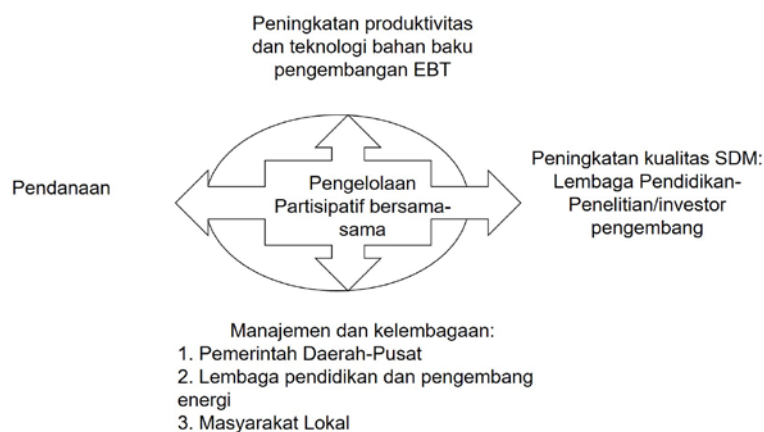 Peningkatan produktivitas
dan teknologi bahan baku
pengembangan EBT
Pendanaan
Pengelolaan
Partisipatif bersama-
sama
Peningkatan kualitas SDM:
Lembaga Pendidikan-
Penelitian/investor
pengembang
Manajemen dan kelembagaan:
1. Pemerintah Daerah-Pusat
2. Lembaga pendidikan dan pengembang
energi
3. Masyarakat Lokal